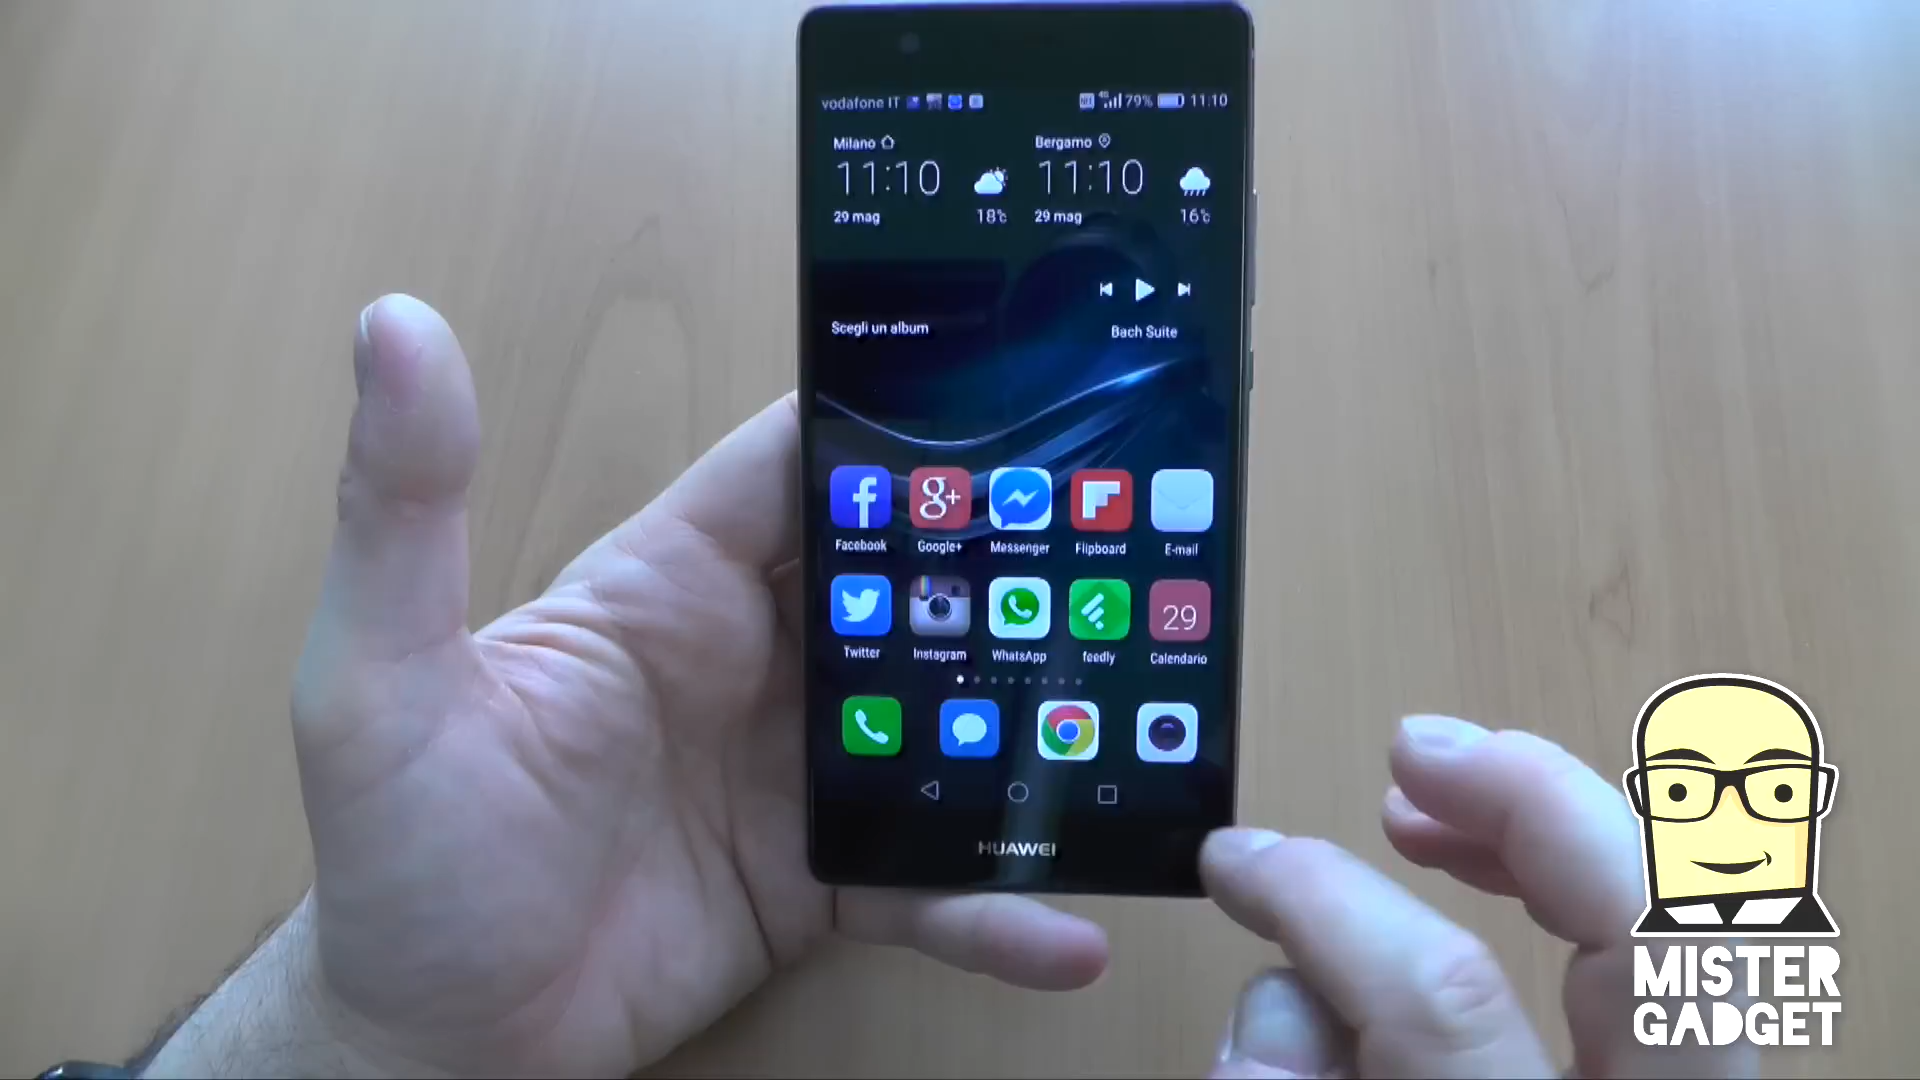 vodafone IT 79% 11:10
Milano Bergamo
11:10 11:10
29 mag 18°c 29 mag 16°c
Scegli un album Bach Suite
Facebook Google+ Messenger Flipboard E-mail
29
Twitter Instagram WhatsApp feedly Calendario
HUAWEI
MISTER
GADGET